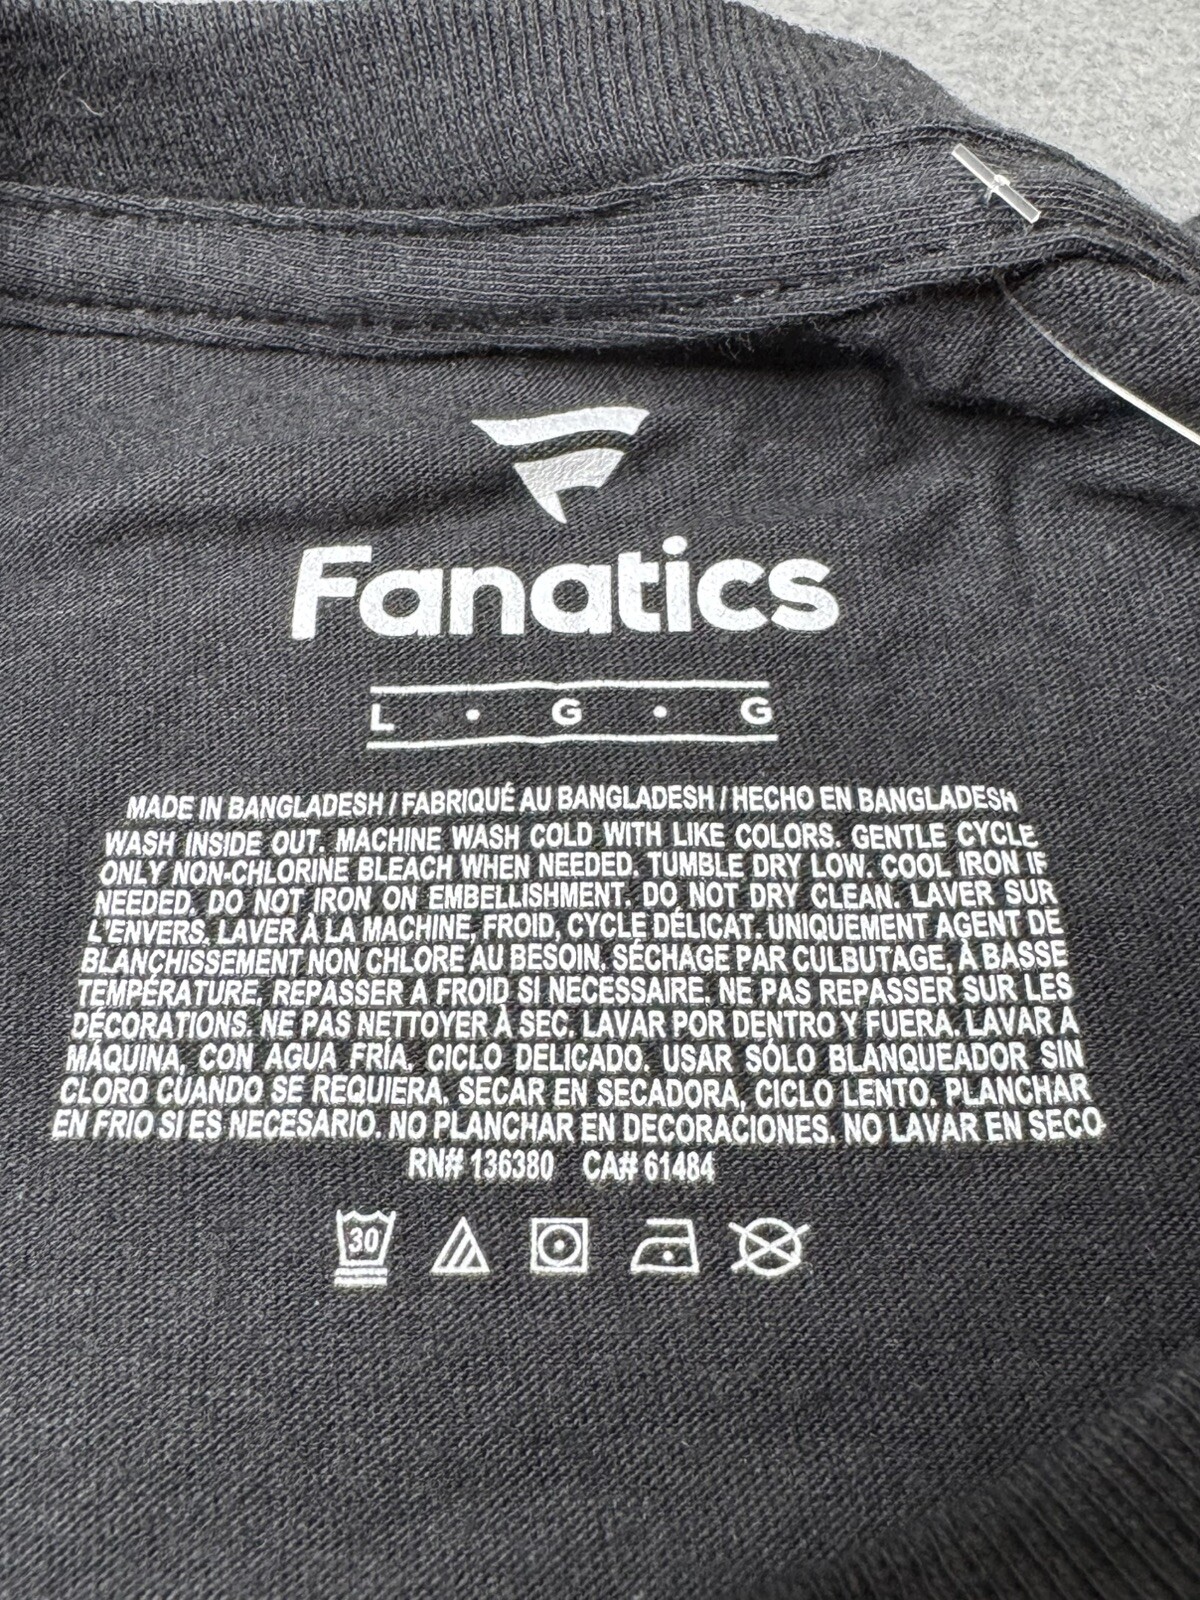 Fanatics
L • G • G
MADE IN BANGLADESH / FABRIQUÉ AU BANGLADESH / HECHO EN BANGLADESH
WASH INSIDE OUT. MACHINE WASH COLD WITH LIKE COLORS. GENTLE CYCLE
ONLY NON-CHLORINE BLEACH WHEN NEEDED. TUMBLE DRY LOW. COOL IRON IF
NEEDED. DO NOT IRON ON EMBELLISHMENT. DO NOT DRY CLEAN. LAVER SUR
L'ENVERS, LAVER À LA MACHINE, FROID, CYCLE DÉLICAT. UNIQUEMENT AGENT DE
BLANCHISSEMENT NON CHLORE AU BESOIN. SÉCHAGE PAR CULBUTAGE, À BASSE
TEMPÉRATURE, REPASSER A FROID SI NECESSAIRE. NE PAS REPASSER SUR LES
DÉCORATIONS. NE PAS NETTOYER À SEC. LAVAR POR DENTRO Y FUERA. LAVAR A
MÁQUINA, CON AGUA FRÍA, CICLO DELICADO. USAR SÓLO BLANQUEADOR SIN
CLORO CUANDO SE REQUIERA. SECAR EN SECADORA, CICLO LENTO. PLANCHAR
EN FRIO SI ES NECESARIO. NO PLANCHAR EN DECORACIONES. NO LAVAR EN SECO
RN# 136380 CA# 61484
30